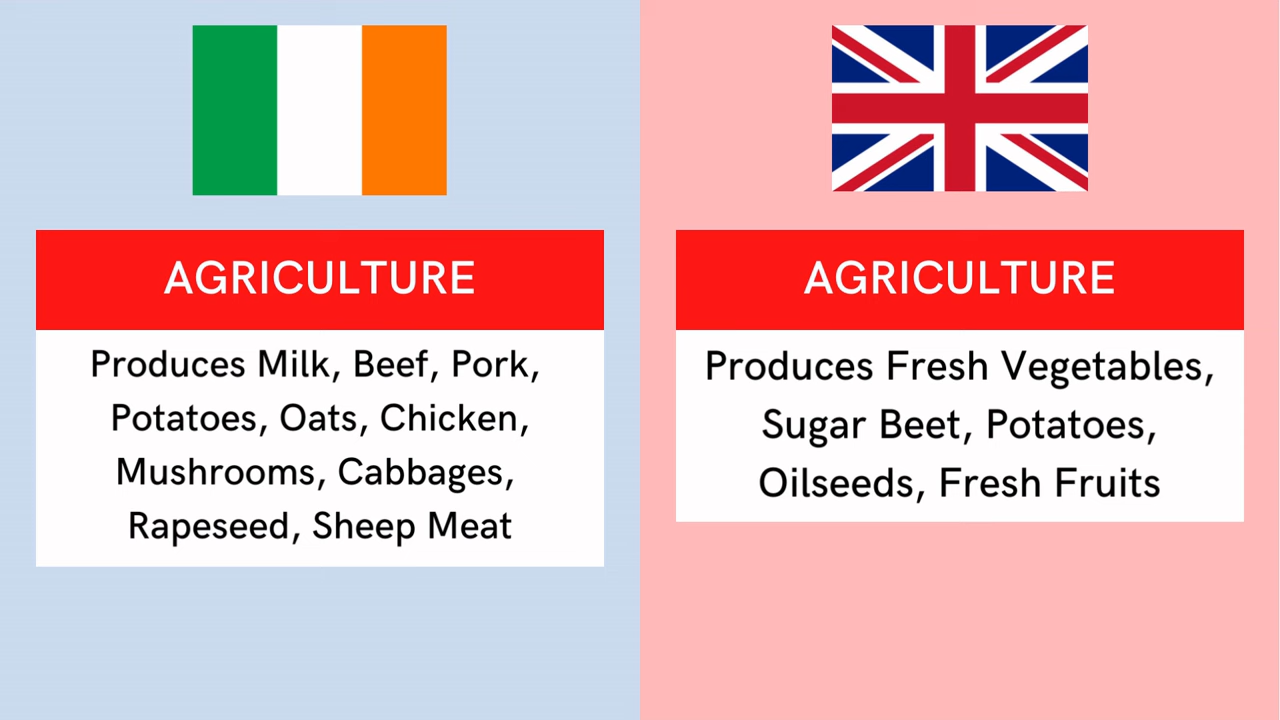 AGRICULTURE
Produces Milk, Beef, Pork,
Potatoes, Oats, Chicken,
Mushrooms, Cabbages,
Rapeseed, Sheep Meat
AGRICULTURE
Produces Fresh Vegetables,
Sugar Beet, Potatoes,
Oilseeds, Fresh Fruits